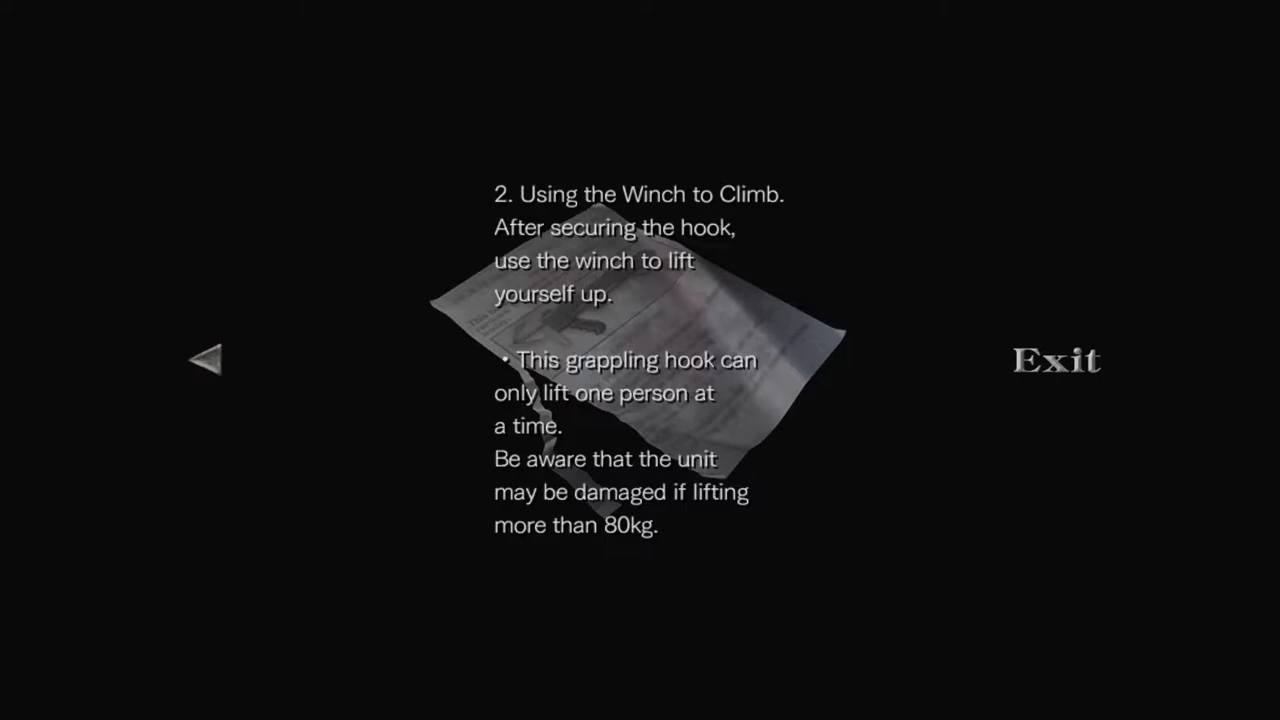 2. Using the Winch to Climb.
After securing the hook,
use the winch to lift
yourself up.
・This grappling hook can
only lift one person at
a time.
Be aware that the unit
may be damaged if lifting
more than 80kg.
Exit